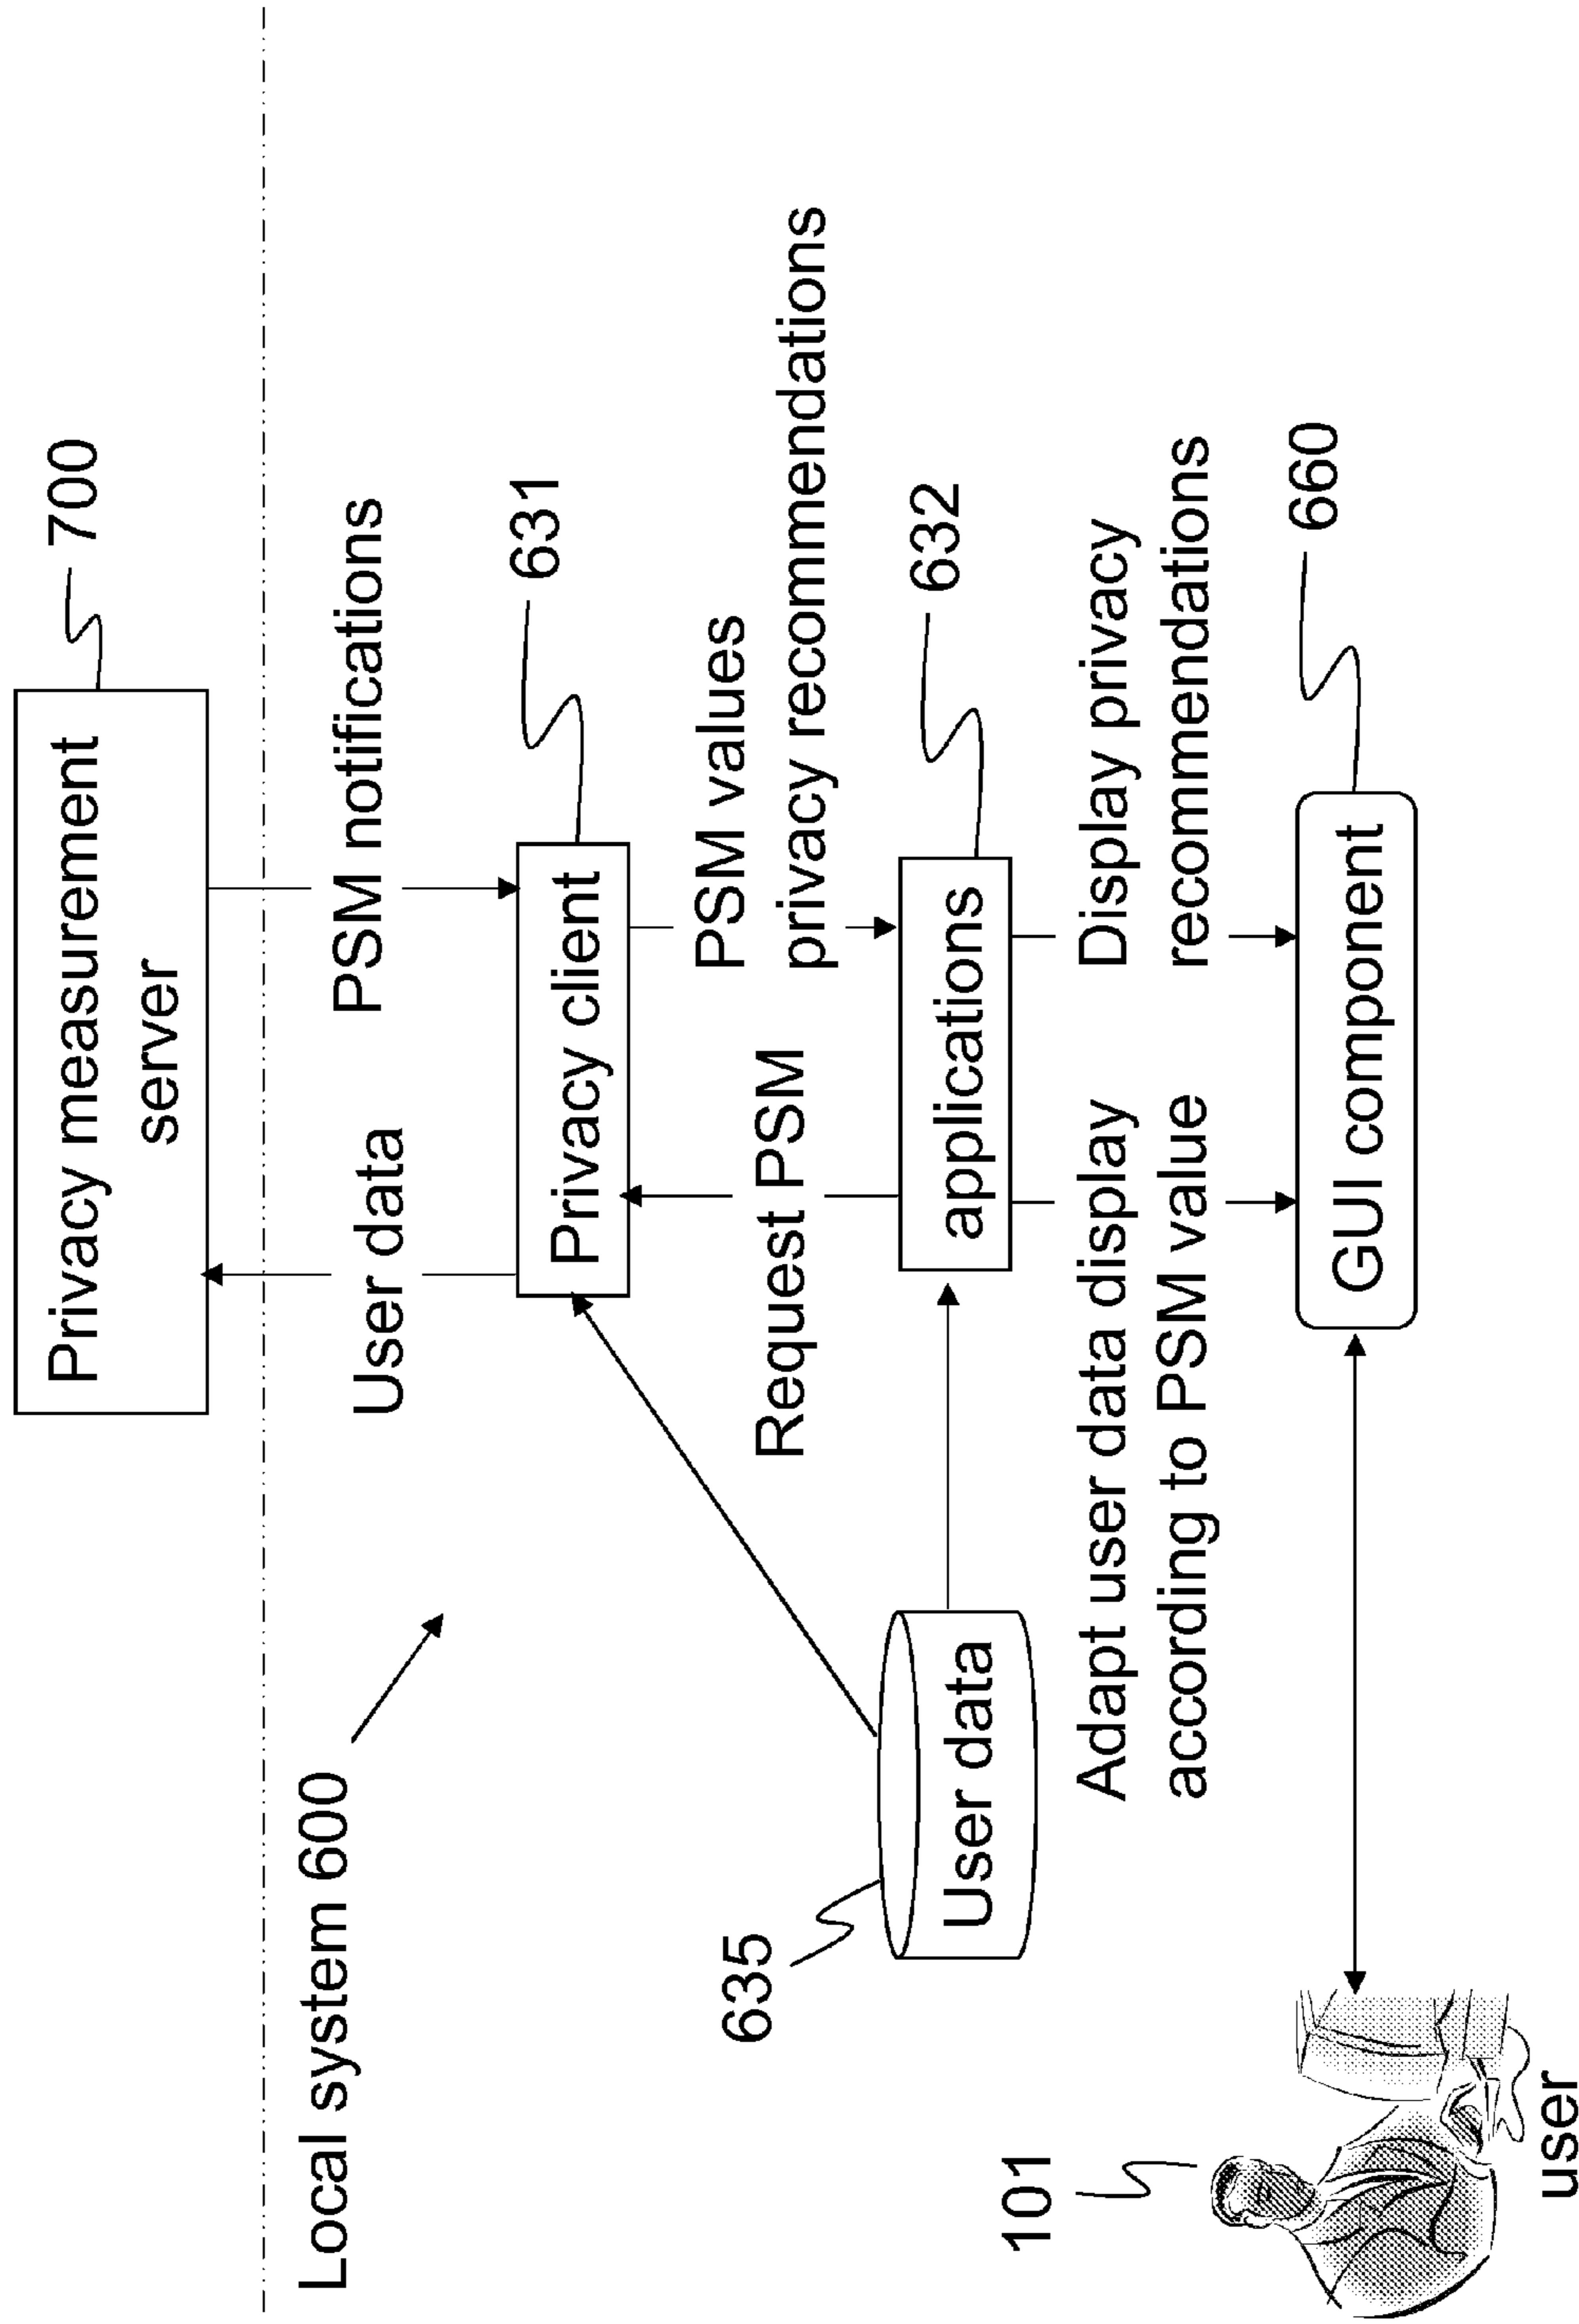 Privacy measurement
server
700
Local system 600
User data
PSM notifications
Privacy client
631
Request PSM
PSM values
privacy recommendations
635
User data
applications
632
Adapt user data display
according to PSM value
Display privacy
recommendations
101
user
GUI component
660